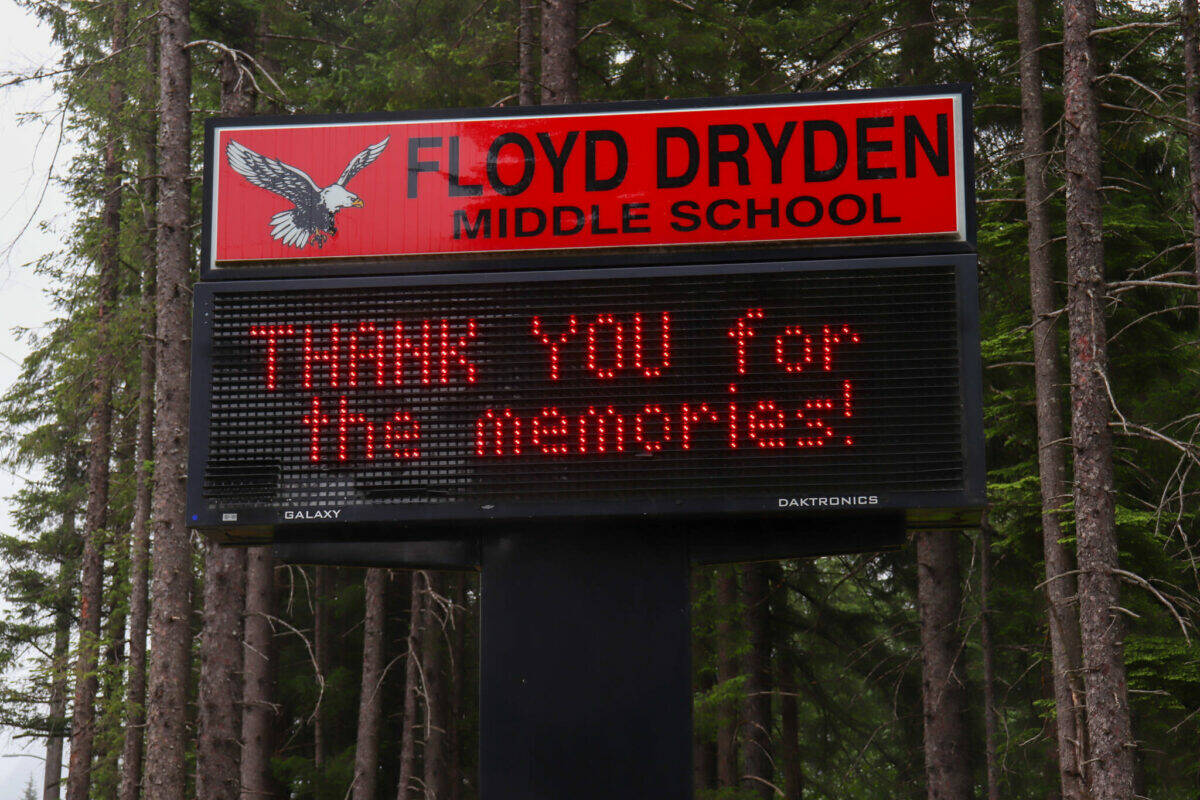 FLOYD DRYDEN
MIDDLE SCHOOL
THANK YOU for
the memories!
GALAXY DAKTRONICS